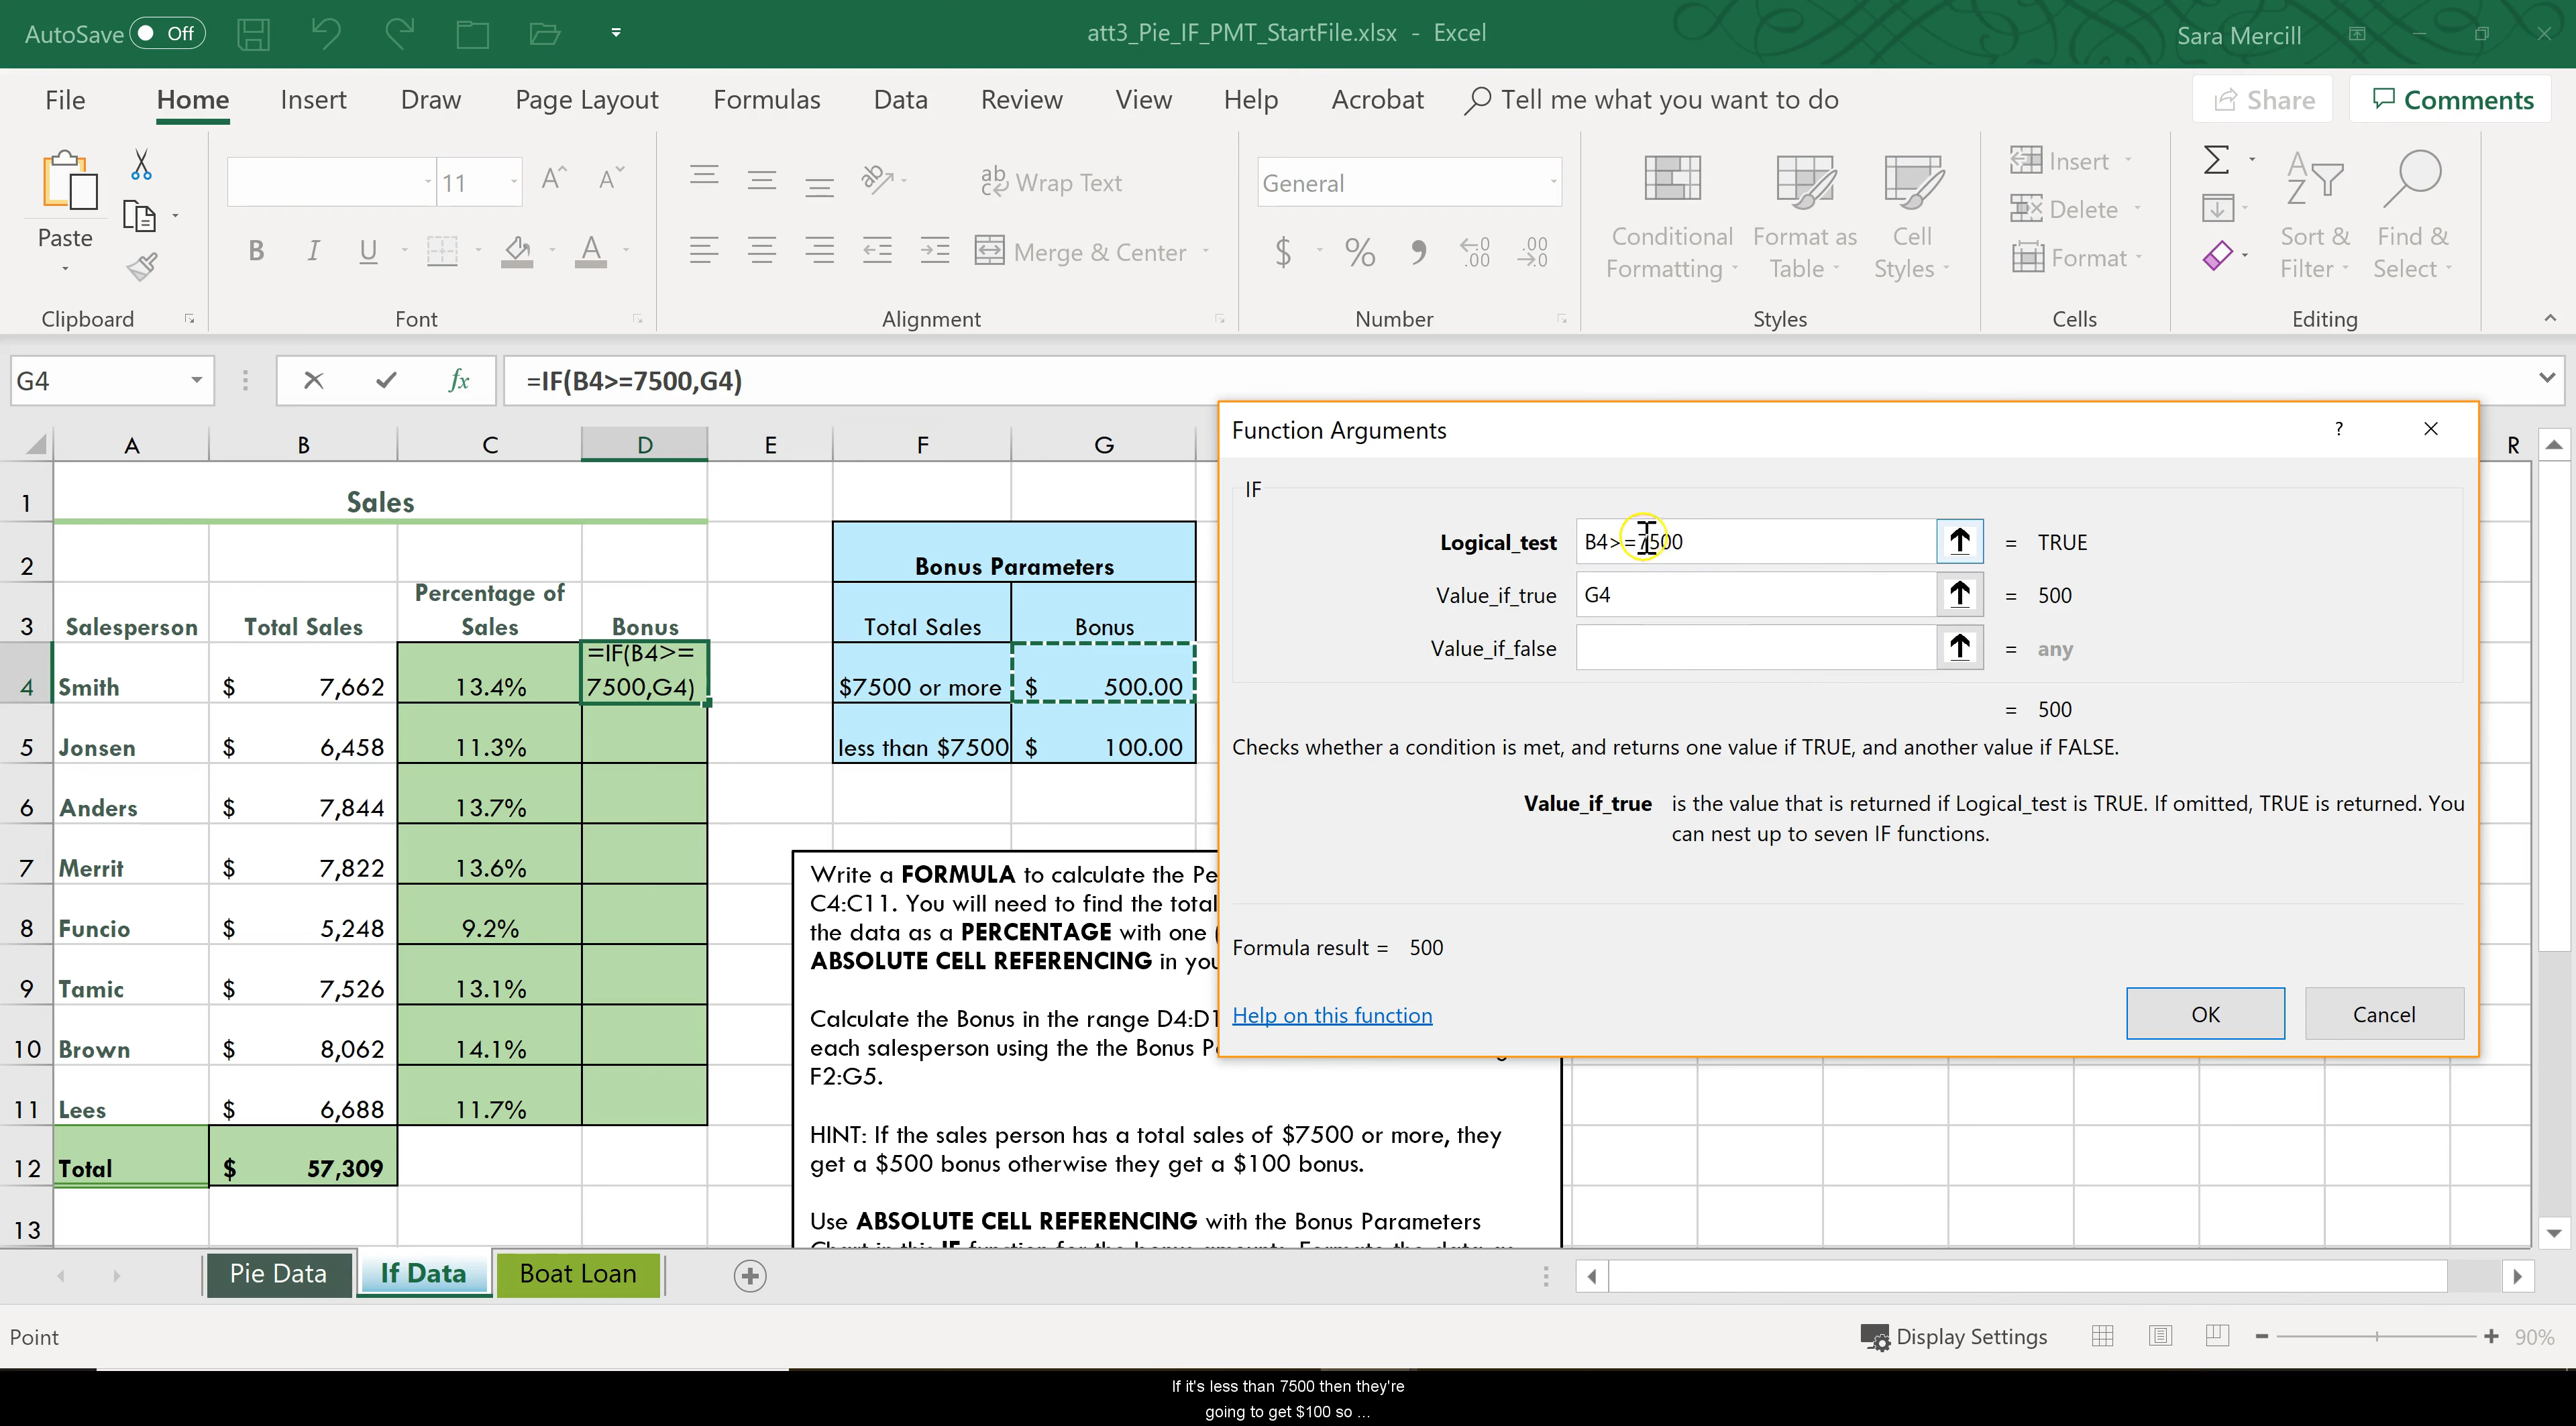 AutoSave Off att3_Pie_IF_PMT_StartFile.xlsx - Excel Sara Mercill
File Home Insert Draw Page Layout Formulas Data Review View Help Acrobat Tell me what you want to do Share Comments
Paste 11 Wrap Text General Conditional Formatting Format as Table Cell Styles Insert Delete Format Sort & Filter Find & Select
B I U Merge & Center $ % ,
Clipboard Font Alignment Number Styles Cells Editing
G4 fx =IF(B4>=7500,G4)
A B C D E F G R
1 Sales
2 Bonus Parameters
3 Salesperson Total Sales Percentage of Sales Bonus Total Sales Bonus
4 Smith $ 7,662 13.4% =IF(B4>=7500,G4) $7500 or more $ 500.00
5 Jonsen $ 6,458 11.3% less than $7500 $ 100.00
6 Anders $ 7,844 13.7%
7 Merrit $ 7,822 13.6%
8 Funcio $ 5,248 9.2%
9 Tamic $ 7,526 13.1%
10 Brown $ 8,062 14.1%
11 Lees $ 6,688 11.7%
12 Total $ 57,309
13
Write a FORMULA to calculate the Pe
C4:C11. You will need to find the total
the data as a PERCENTAGE with one (
ABSOLUTE CELL REFERENCING in you
Calculate the Bonus in the range D4:D1
each salesperson using the the Bonus P
F2:G5.
HINT: If the sales person has a total sales of $7500 or more, they
get a $500 bonus otherwise they get a $100 bonus.
Use ABSOLUTE CELL REFERENCING with the Bonus Parameters
Function Arguments ?
IF
Logical_test B4>=7500 = TRUE
Value_if_true G4 = 500
Value_if_false = any
= 500
Checks whether a condition is met, and returns one value if TRUE, and another value if FALSE.
Value_if_true is the value that is returned if Logical_test is TRUE. If omitted, TRUE is returned. You
can nest up to seven IF functions.
Formula result = 500
Help on this function OK Cancel
Pie Data If Data Boat Loan
Point Display Settings 90%
If it's less than 7500 then they're
going to get $100 so ...